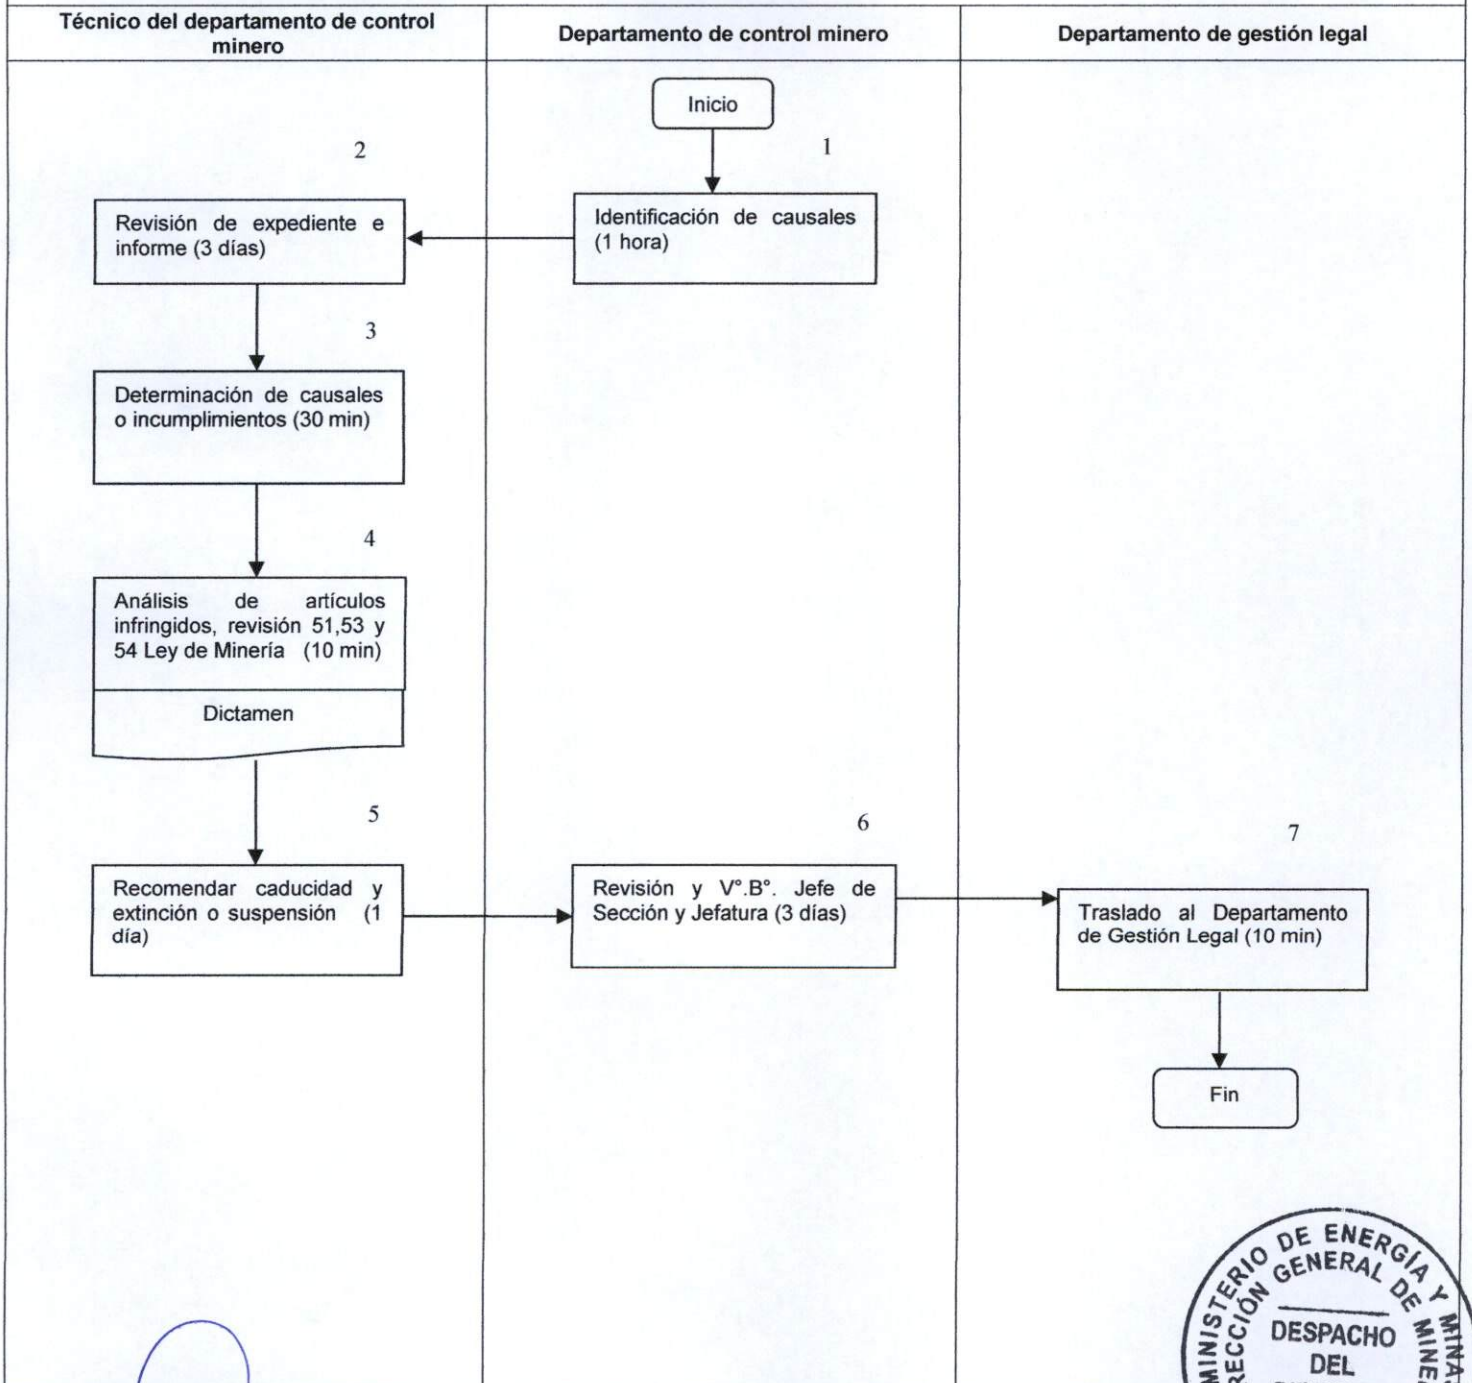 Técnico del departamento de control
minero
Departamento de control minero
Departamento de gestión legal
Inicio
1
Identificación de causales
(1 hora)
2
Revisión de expediente e
informe (3 días)
3
Determinación de causales
o incumplimientos (30 min)
4
Análisis de artículos
infringidos, revisión 51,53 y
54 Ley de Minería (10 min)
Dictamen
5
Recomendar caducidad y
extinción o suspensión (1
día)
6
Revisión y V°.B°. Jefe de
Sección y Jefatura (3 días)
7
Traslado al Departamento
de Gestión Legal (10 min)
Fin
MINISTERIO DE ENERGÍA Y MINAS
GENERAL DE
DESPACHO
DEL